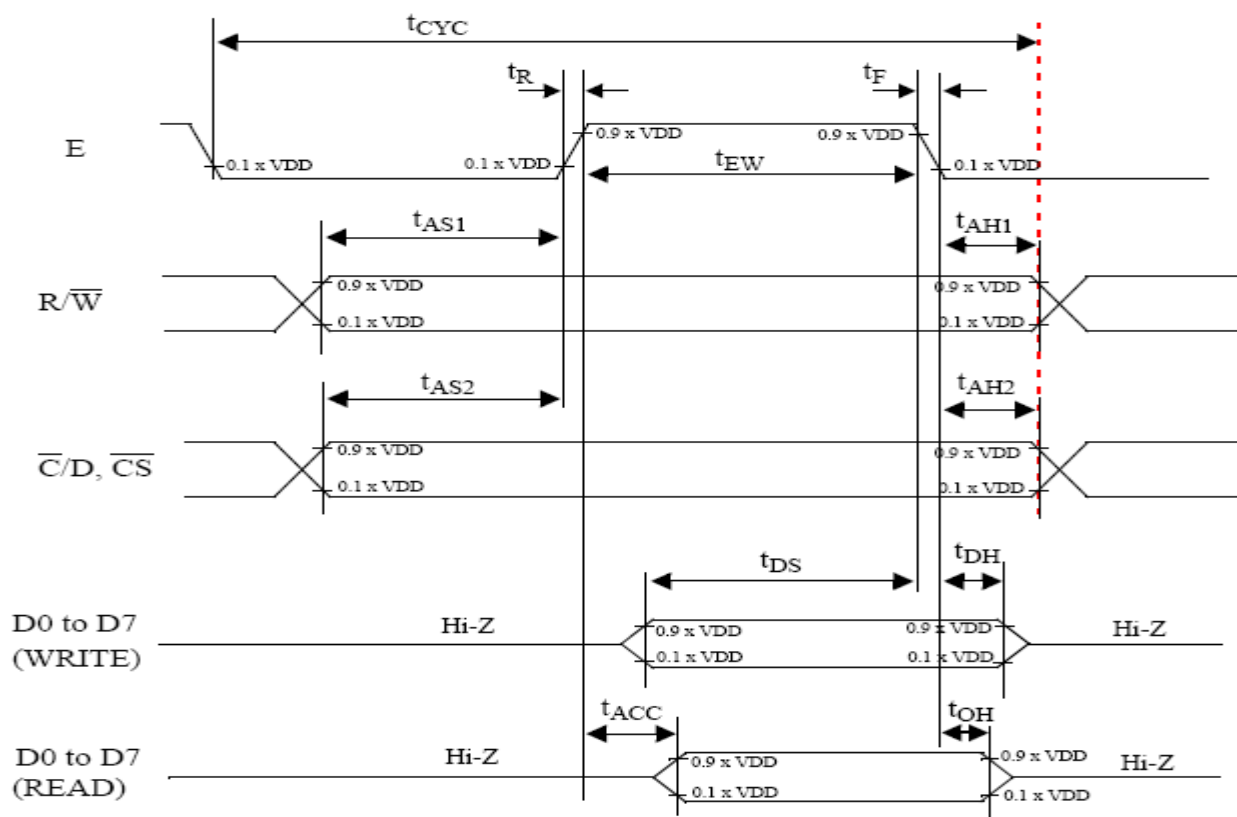 tCYC
tR tF
E
0.9 x VDD 0.9 x VDD
0.1 x VDD 0.1 x VDD 0.1 x VDD
tEW
tAS1 tAH1
R/W̅
0.9 x VDD 0.9 x VDD
0.1 x VDD 0.1 x VDD
tAS2 tAH2
C̅/D, C̅S̅
0.9 x VDD 0.9 x VDD
0.1 x VDD 0.1 x VDD
tDS tDH
D0 to D7
(WRITE)
Hi-Z 0.9 x VDD 0.9 x VDD Hi-Z
0.1 x VDD 0.1 x VDD
tACC tOH
D0 to D7
(READ)
Hi-Z 0.9 x VDD 0.9 x VDD Hi-Z
0.1 x VDD 0.1 x VDD